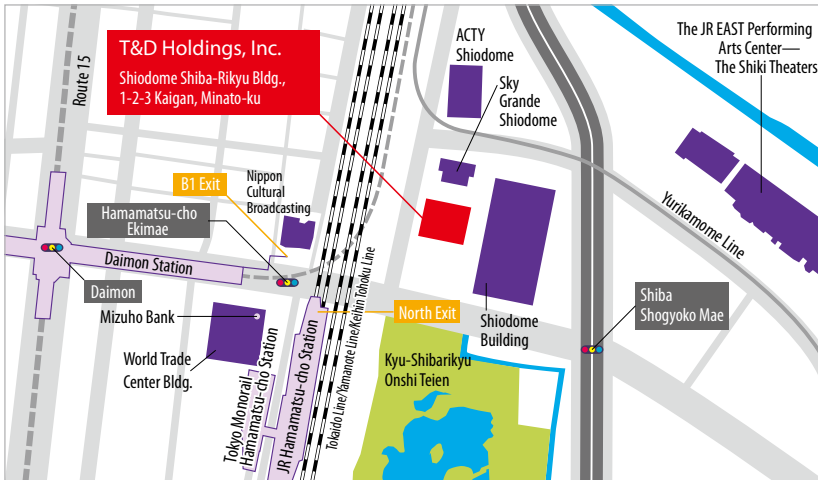 T&D Holdings, Inc.
Shiodome Shiba-Rikyu Bldg.,
1-2-3 Kaigan, Minato-ku
Route 15
ACTY
Shiodome
Sky
Grande
Shiodome
The JR EAST Performing
Arts Center—
The Shiki Theaters
B1 Exit
Nippon
Cultural
Broadcasting
Hamamatsu-cho
Ekimae
Daimon Station
Daimon
Mizuho Bank
World Trade
Center Bldg.
Tokyo Monorail
Hamamatsu-cho Station
JR Hamamatsu-cho Station
Tokaido Line/Yamanote Line/Keihin Tohoku Line
North Exit
Kyu-Shibarikyu
Onshi Teien
Shiodome
Building
Yurikamome Line
Shiba
Shogyoko Mae